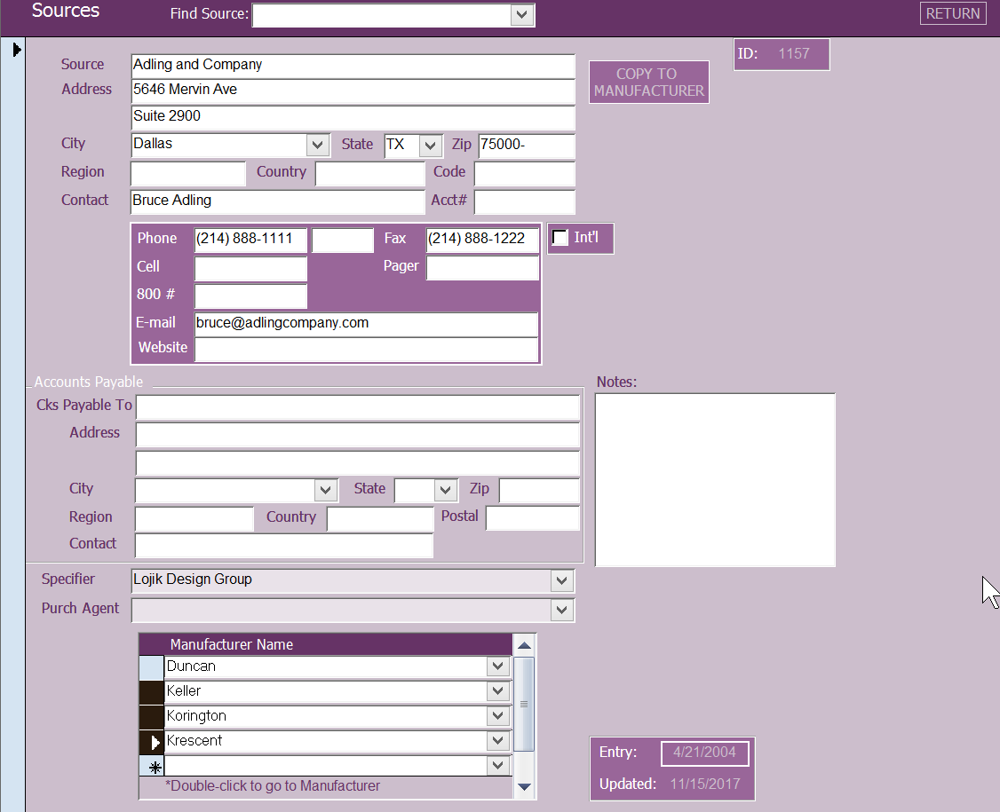 Sources Find Source: RETURN
ID: 1157
Source Adling and Company
COPY TO
MANUFACTURER
Address 5646 Mervin Ave
Suite 2900
City Dallas State TX Zip 75000-
Region Country Code
Contact Bruce Adling Acct#
Phone (214) 888-1111 Fax (214) 888-1222 Int'l
Cell Pager
800 #
E-mail bruce@adlingcompany.com
Website
Accounts Payable Notes:
Cks Payable To
Address
City State Zip
Region Country Postal
Contact
Specifier Lojik Design Group
Purch Agent
Manufacturer Name
Duncan
Keller
Korington
Krescent
*Double-click to go to Manufacturer
Entry: 4/21/2004
Updated: 11/15/2017